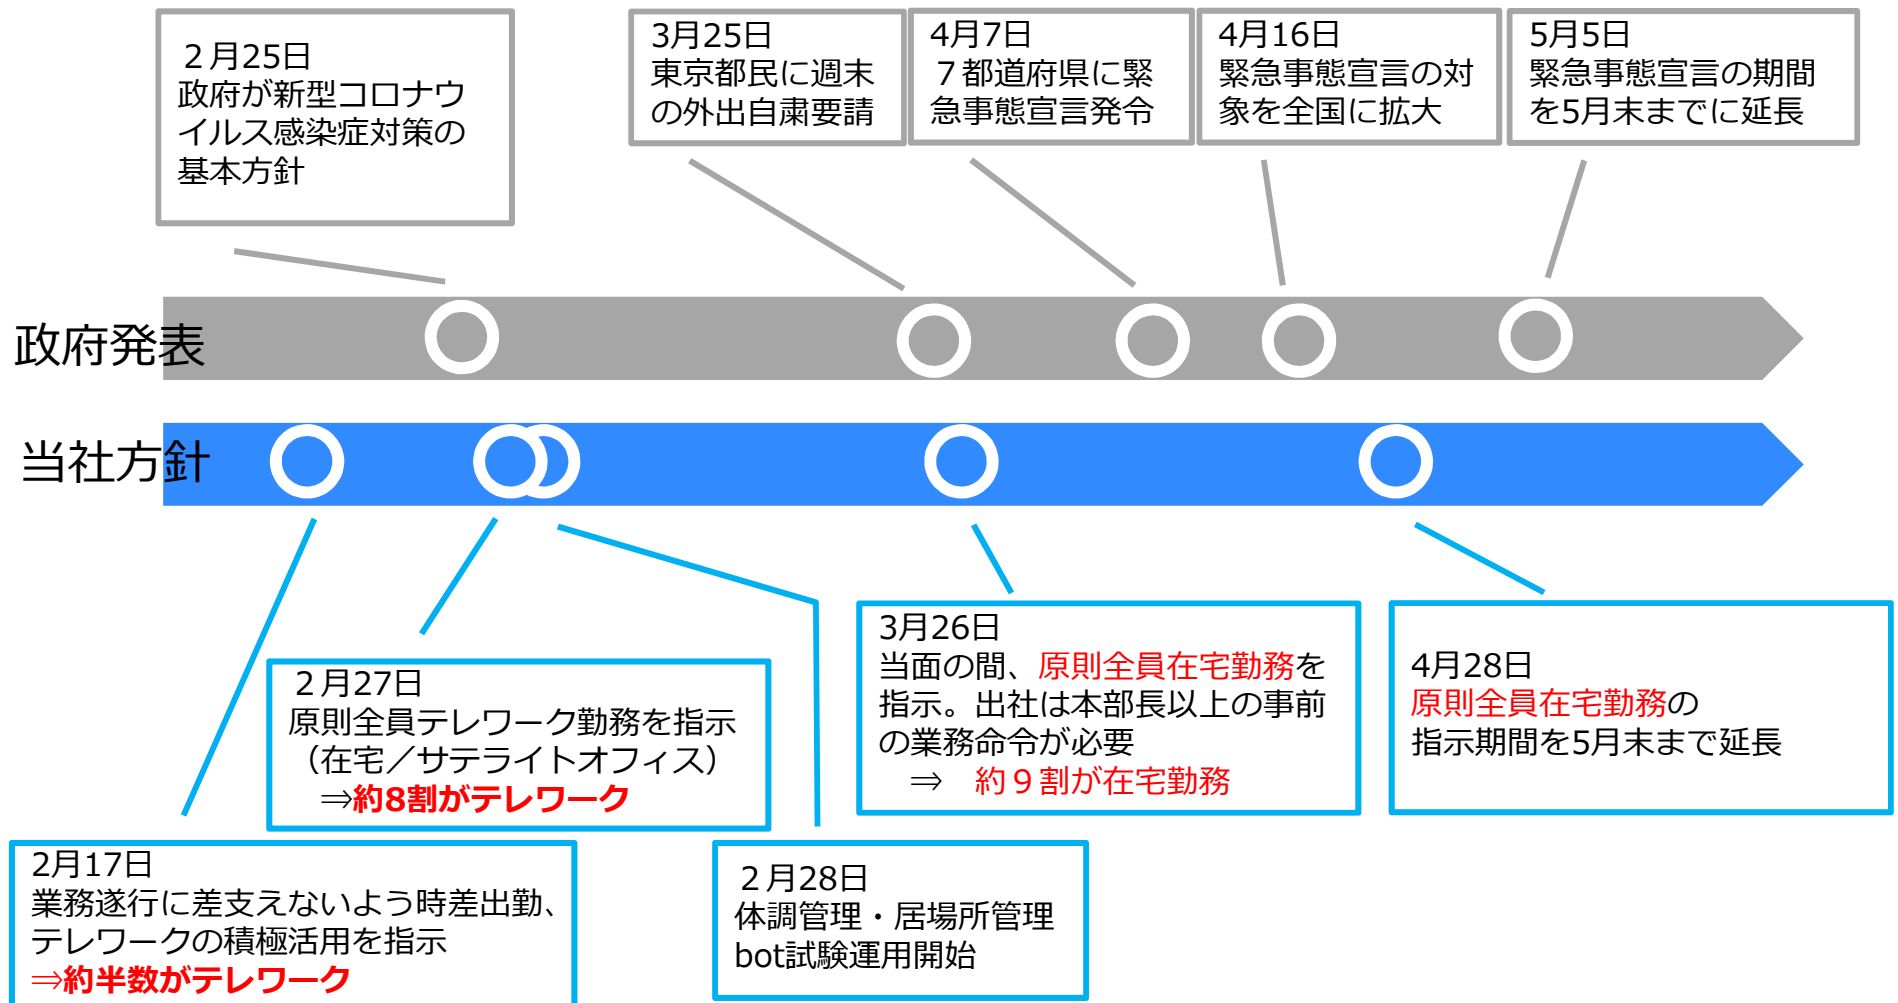 ２月25日
政府が新型コロナウ
イルス感染症対策の
基本方針
3月25日
東京都民に週末
の外出自粛要請
4月7日
７都道府県に緊
急事態宣言発令
4月16日
緊急事態宣言の対
象を全国に拡大
5月5日
緊急事態宣言の期間
を5月末までに延長
政府発表
当社方針
2月17日
業務遂行に差支えないよう時差出勤、
テレワークの積極活用を指示
⇒約半数がテレワーク
２月27日
原則全員テレワーク勤務を指示
（在宅／サテライトオフィス）
⇒約8割がテレワーク
２月28日
体調管理・居場所管理
bot試験運用開始
3月26日
当面の間、原則全員在宅勤務を
指示。出社は本部長以上の事前
の業務命令が必要
⇒　約９割が在宅勤務
4月28日
原則全員在宅勤務の
指示期間を5月末まで延長